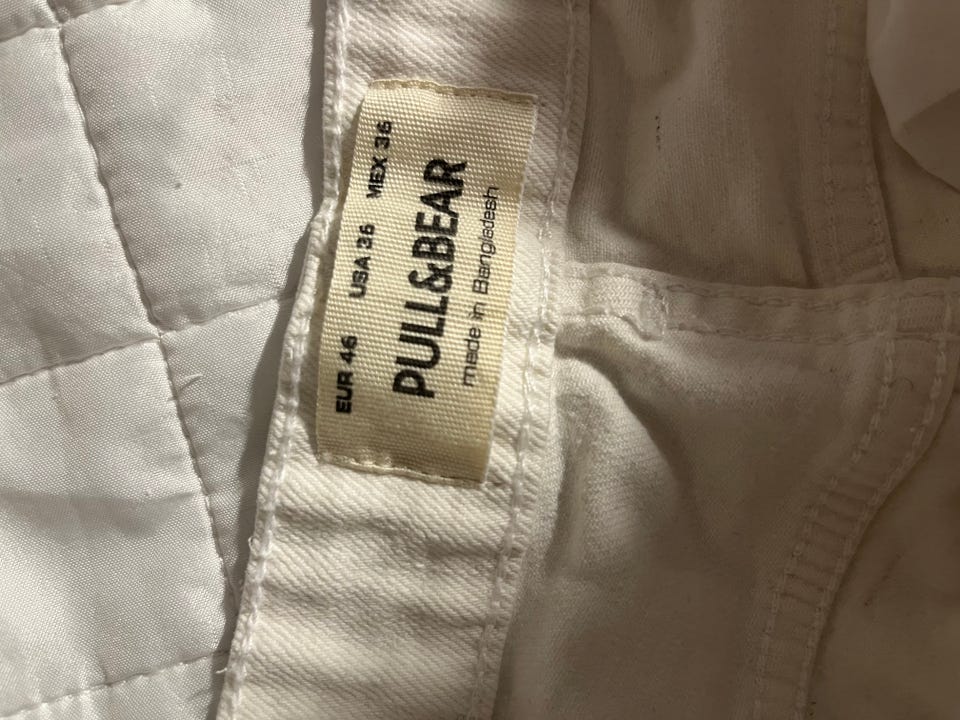 EUR 46 USA 36 MEX 36
PULL&BEAR
made in Bangladesh